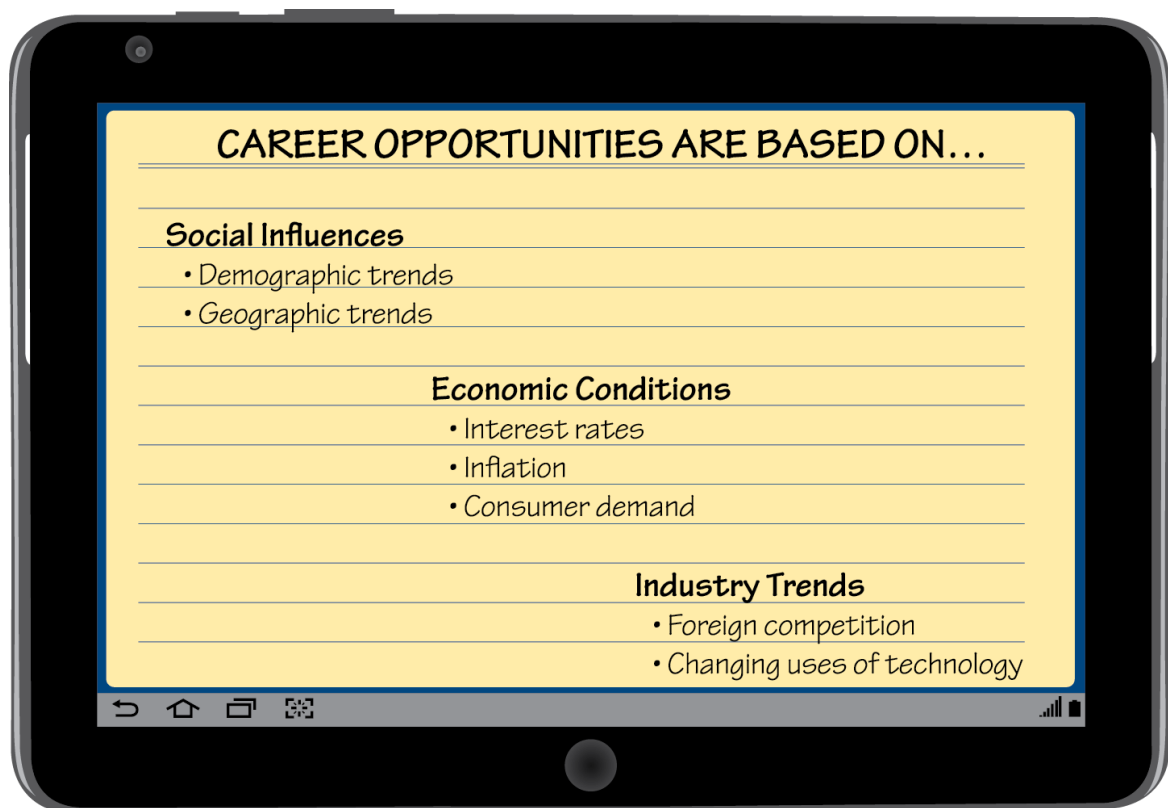 CAREER OPPORTUNITIES ARE BASED ON...
Social Influences
• Demographic trends
• Geographic trends
Economic Conditions
• Interest rates
• Inflation
• Consumer demand
Industry Trends
• Foreign competition
• Changing uses of technology